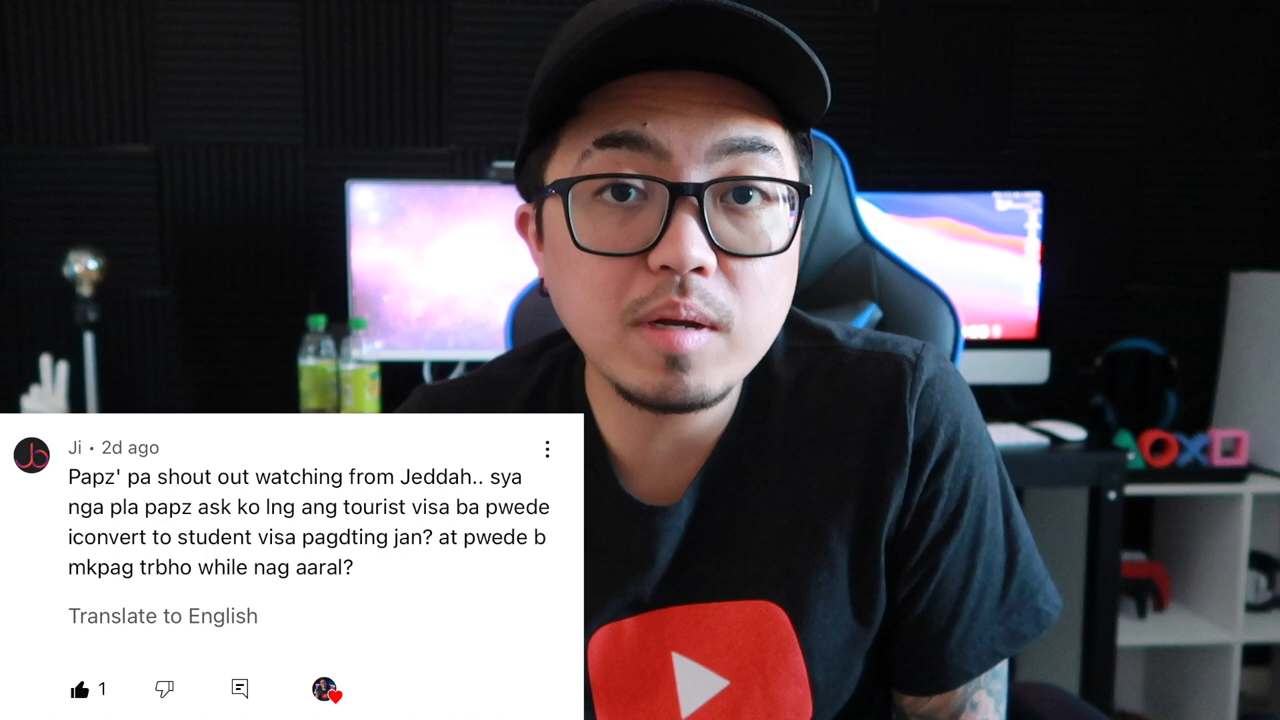 Ji • 2d ago
Papz' pa shout out watching from Jeddah.. sya
nga pla papz ask ko lng ang tourist visa ba pwede
iconvert to student visa pagdting jan? at pwede b
mkpag trbho while nag aaral?
Translate to English
1